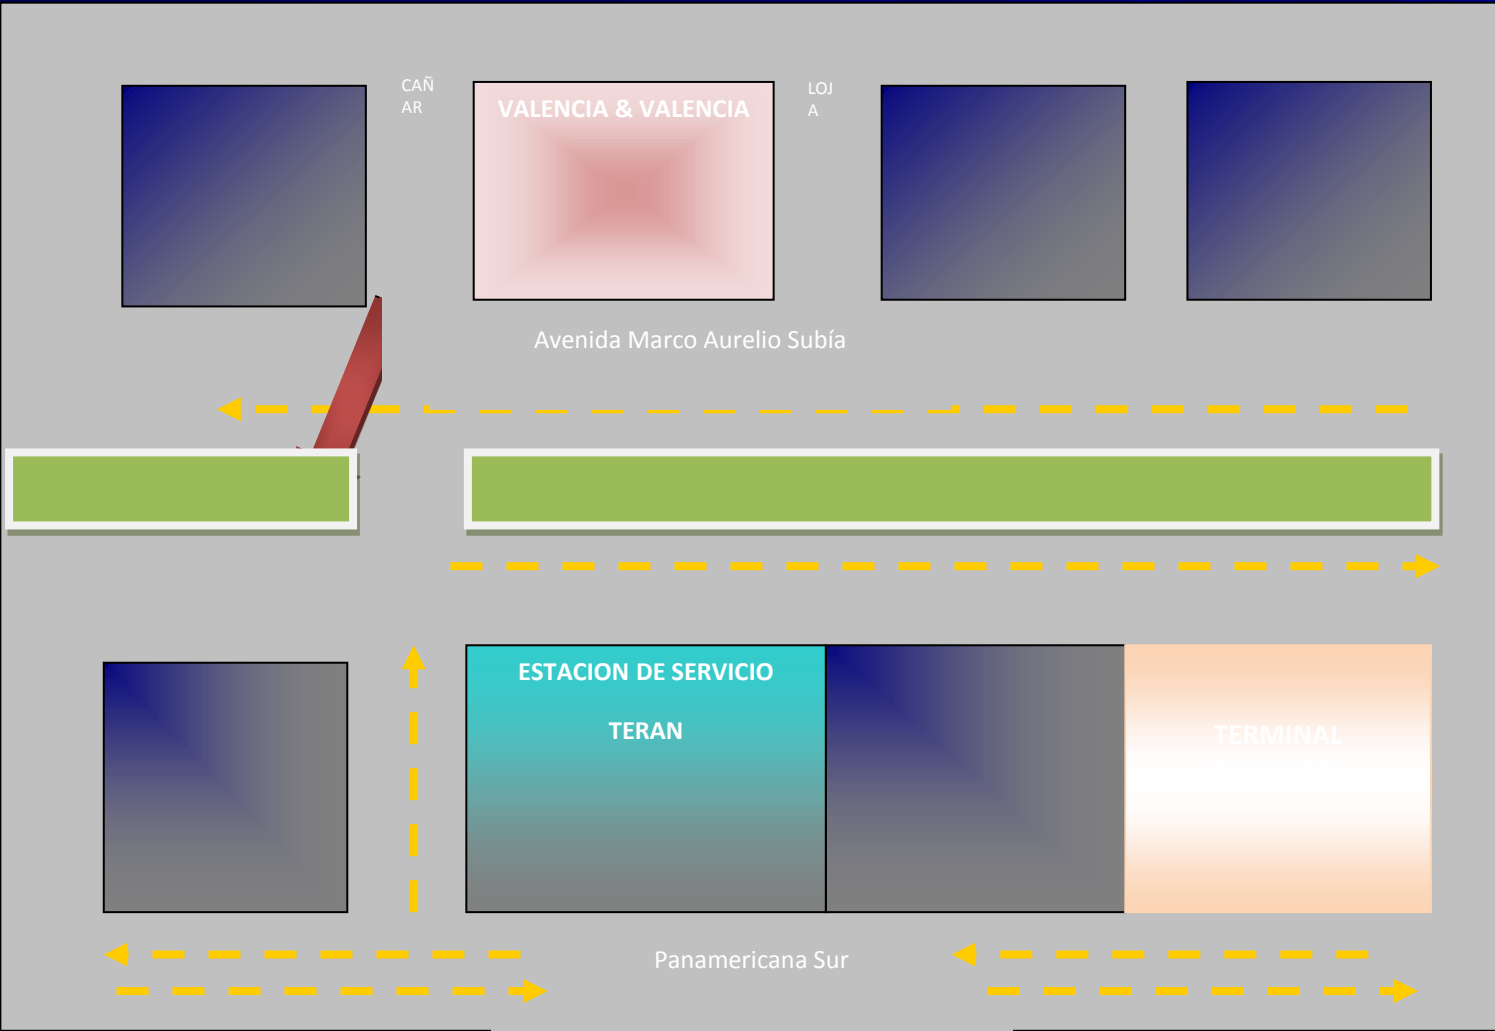 CAÑ
AR
VALENCIA & VALENCIA
LOJ
A
Avenida Marco Aurelio Subía
ESTACION DE SERVICIO
TERAN
TERMINAL
Panamericana Sur